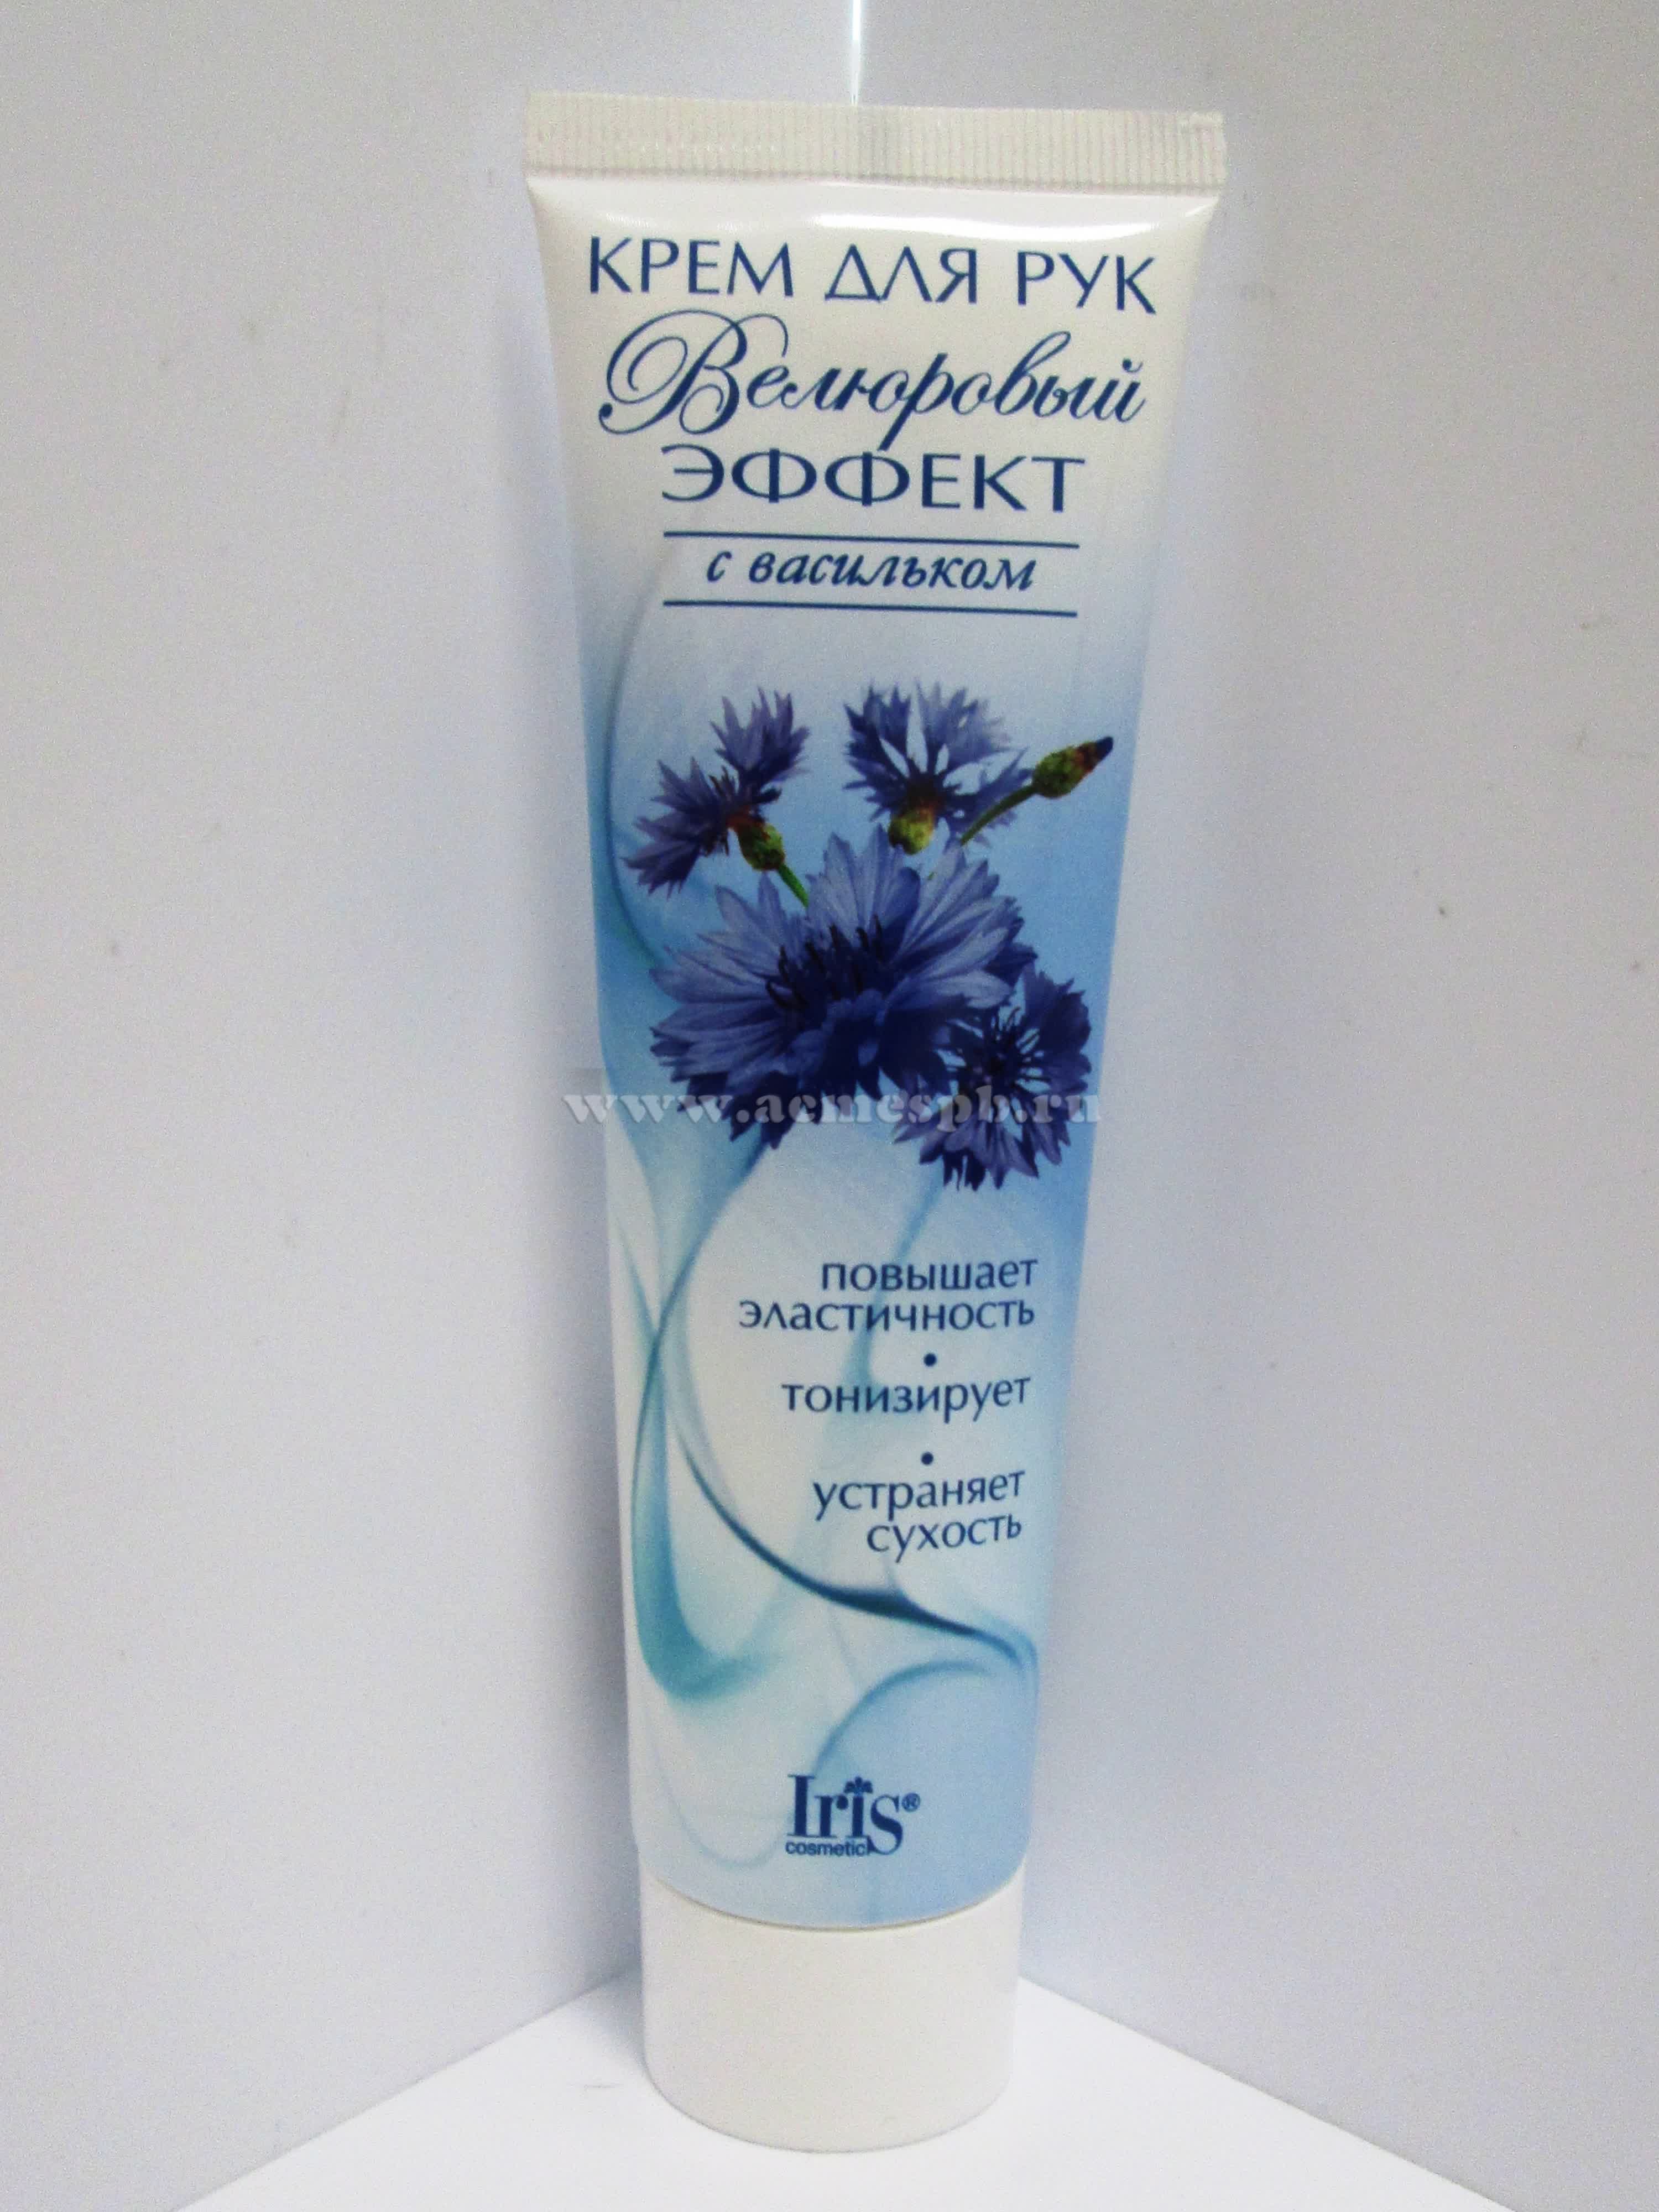 КРЕМ ДЛЯ РУК
Велюровый
ЭФФЕКТ
с васильком
www.acmespb.ru
повышает
эластичность
•
тонизирует
•
устраняет
сухость
Iris®
cosmetic